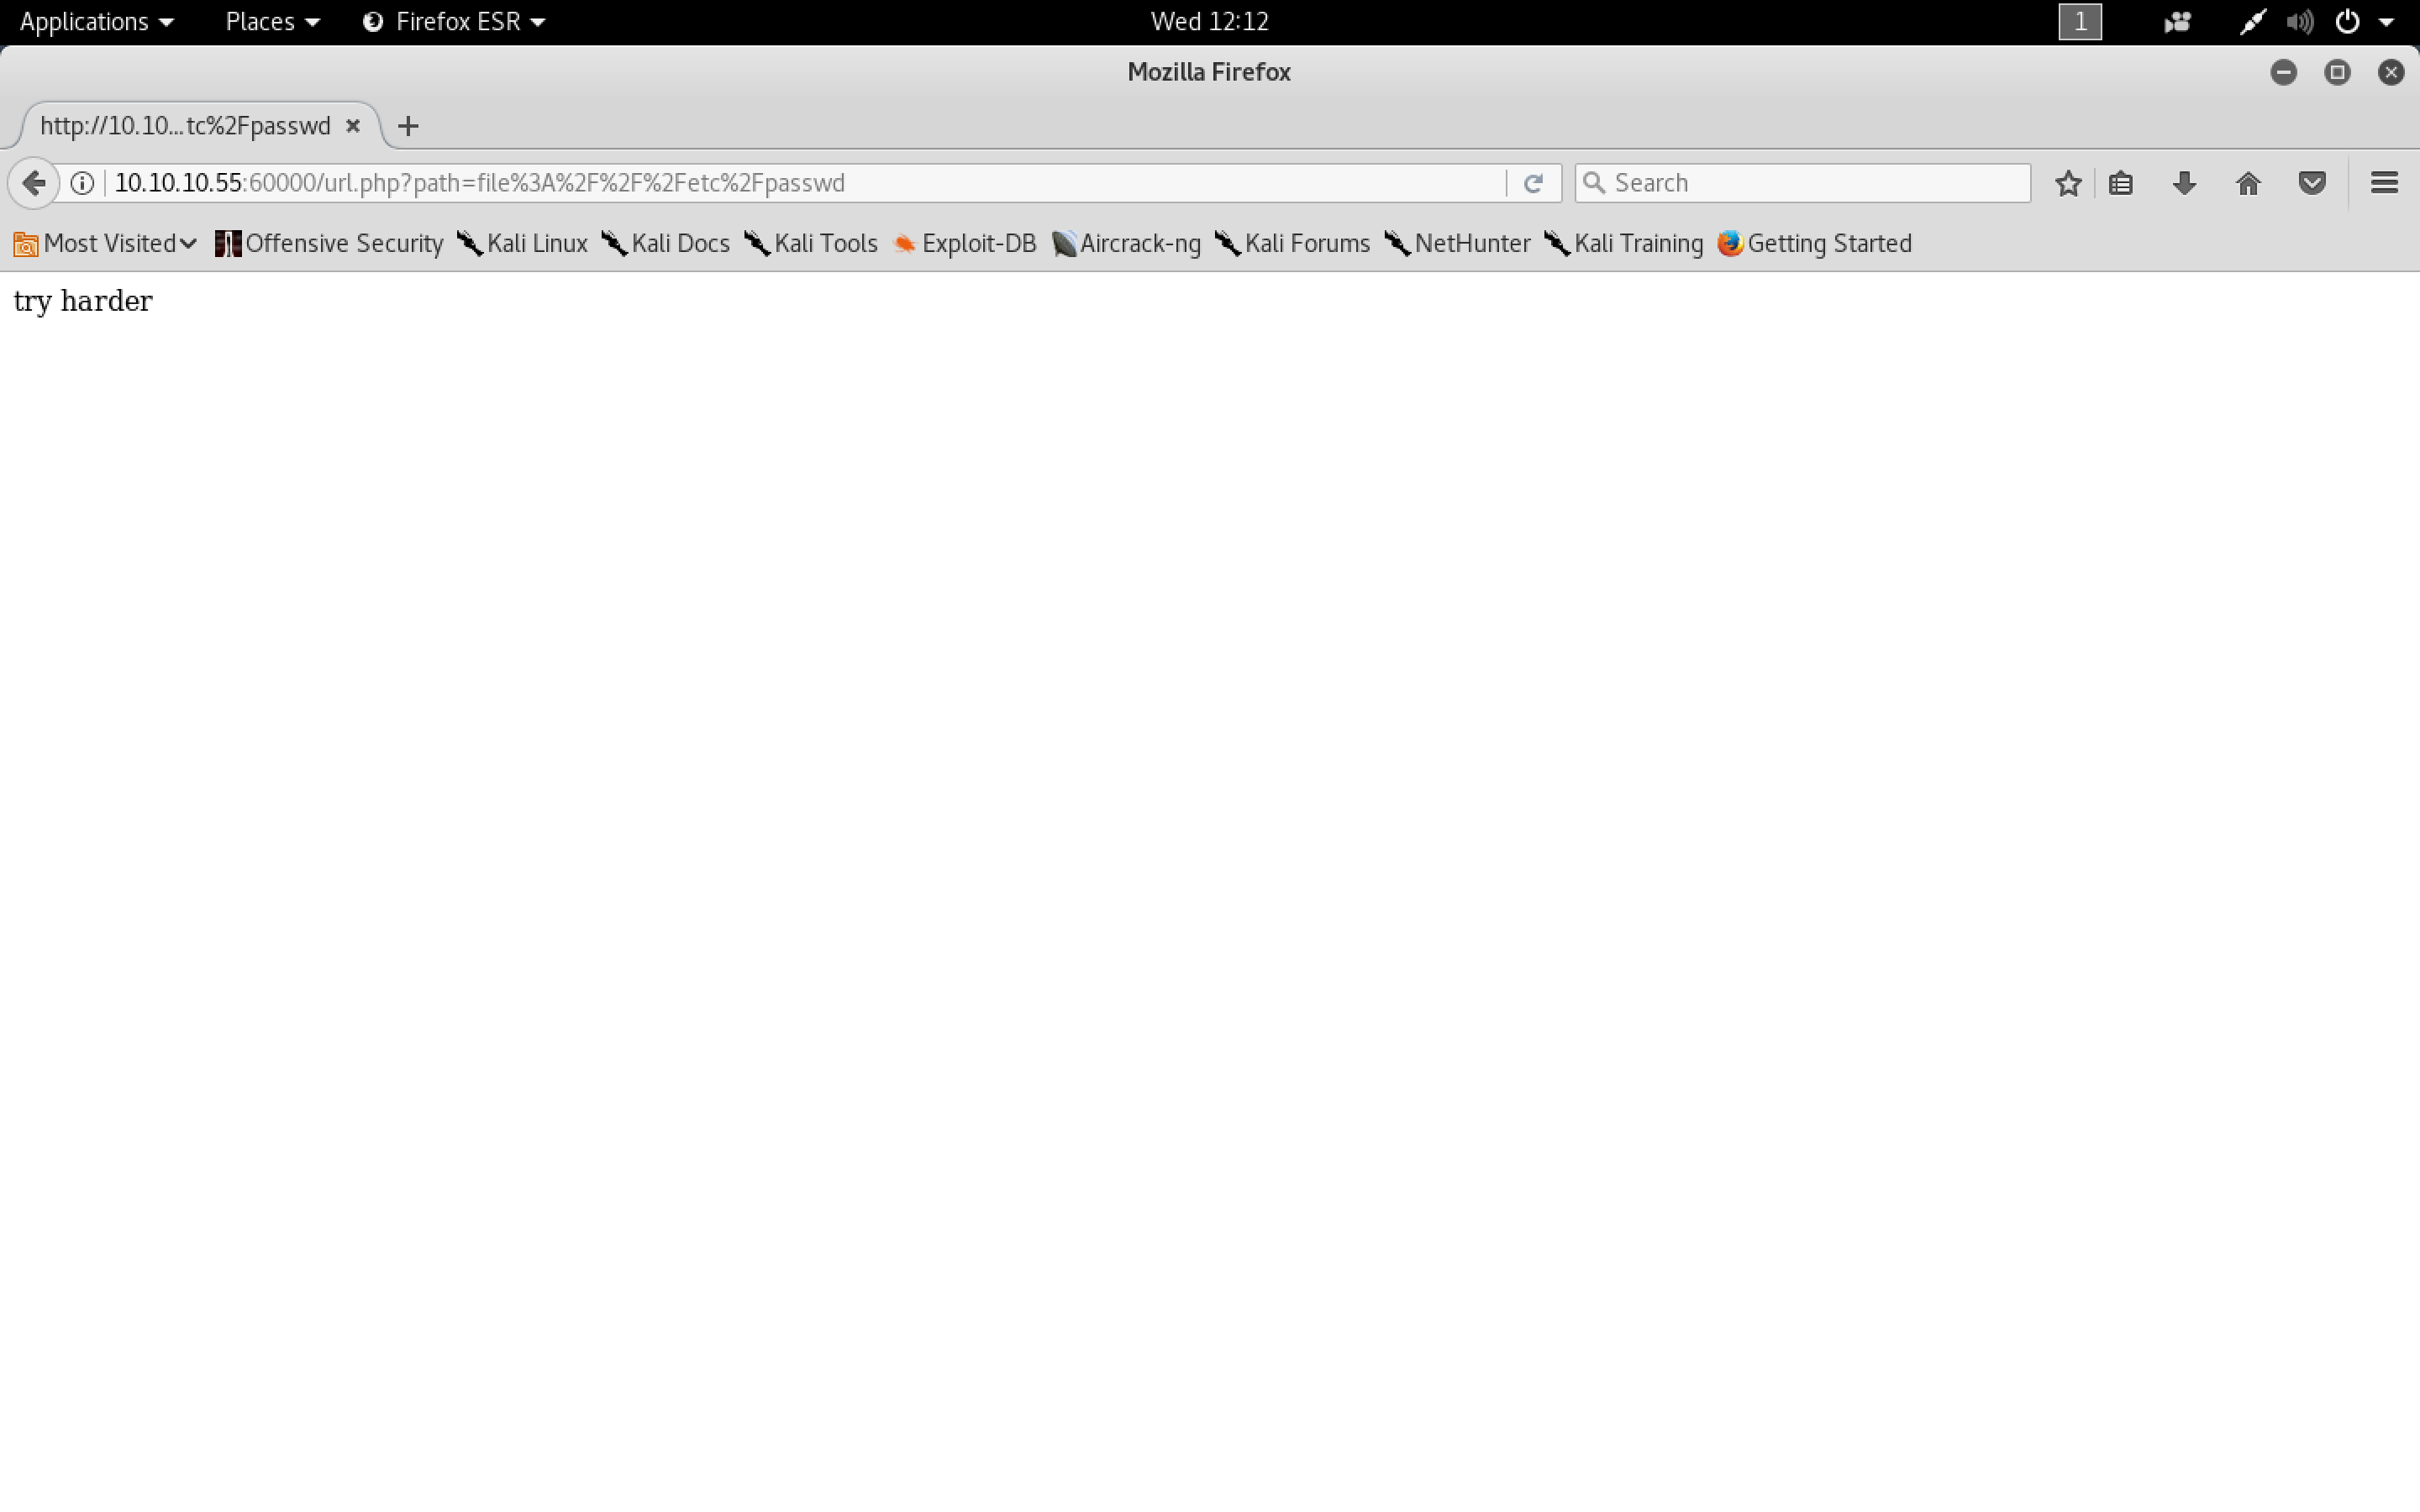 Applications Places Firefox ESR Wed 12:12 1
Mozilla Firefox
http://10.10...tc%2Fpasswd
10.10.10.55:60000/url.php?path=file%3A%2F%2F%2Fetc%2Fpasswd Search
Most Visited Offensive Security Kali Linux Kali Docs Kali Tools Exploit-DB Aircrack-ng Kali Forums NetHunter Kali Training Getting Started
try harder